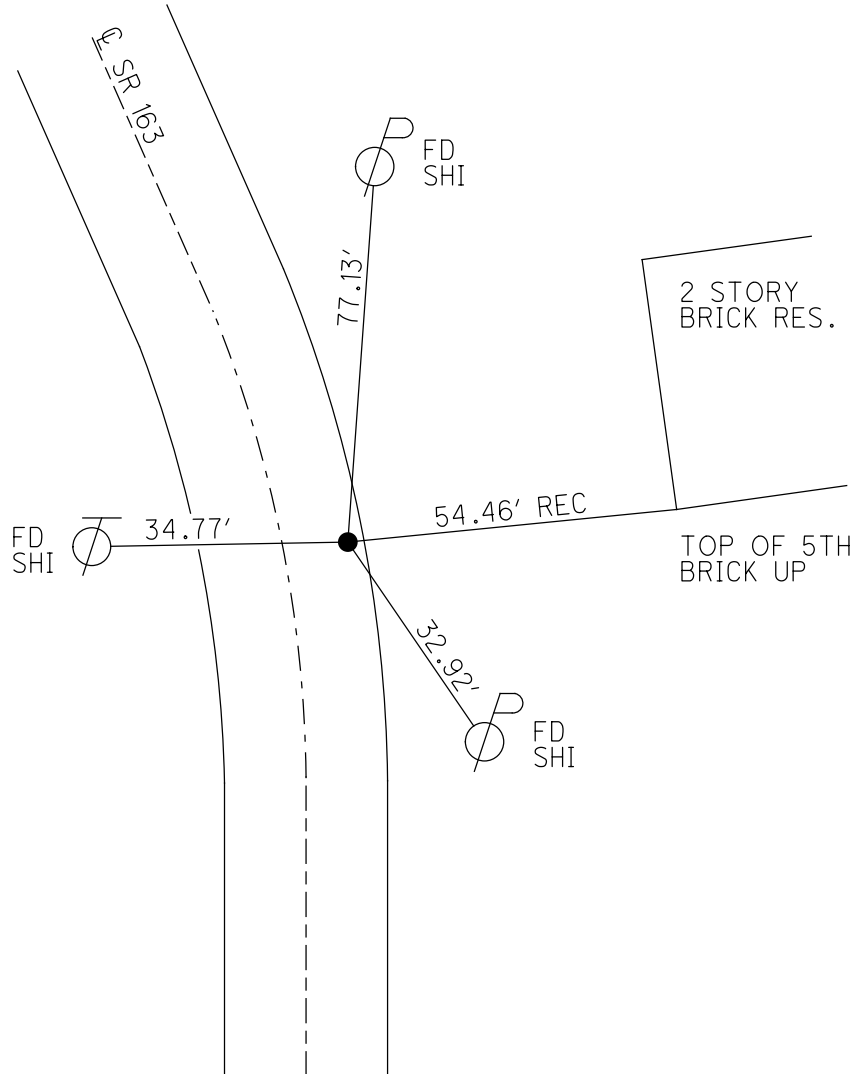 ℄ SR 163
FD
SHI
77.13'
2 STORY
BRICK RES.
54.46' REC
34.77'
FD
SHI
TOP OF 5TH
BRICK UP
32.92'
FD
SHI